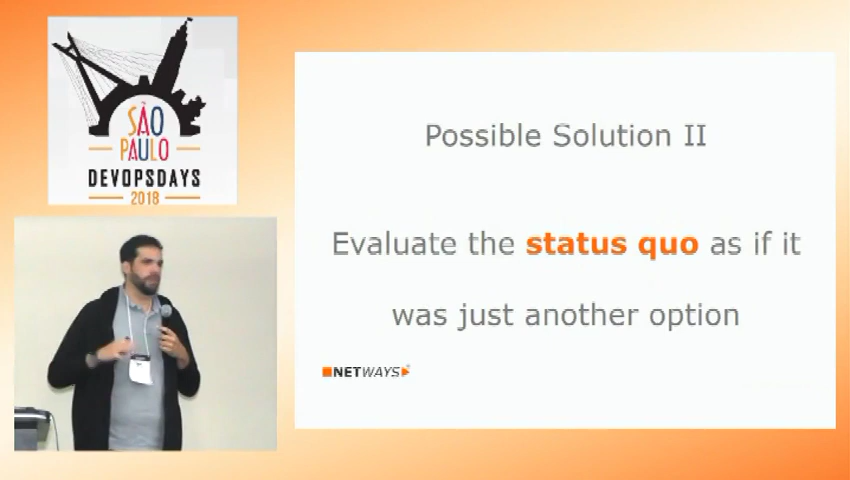 SÃO
PAULO
DEVOPSDAYS
2018
Possible Solution II
Evaluate the status quo as if it
was just another option
NETWAYS